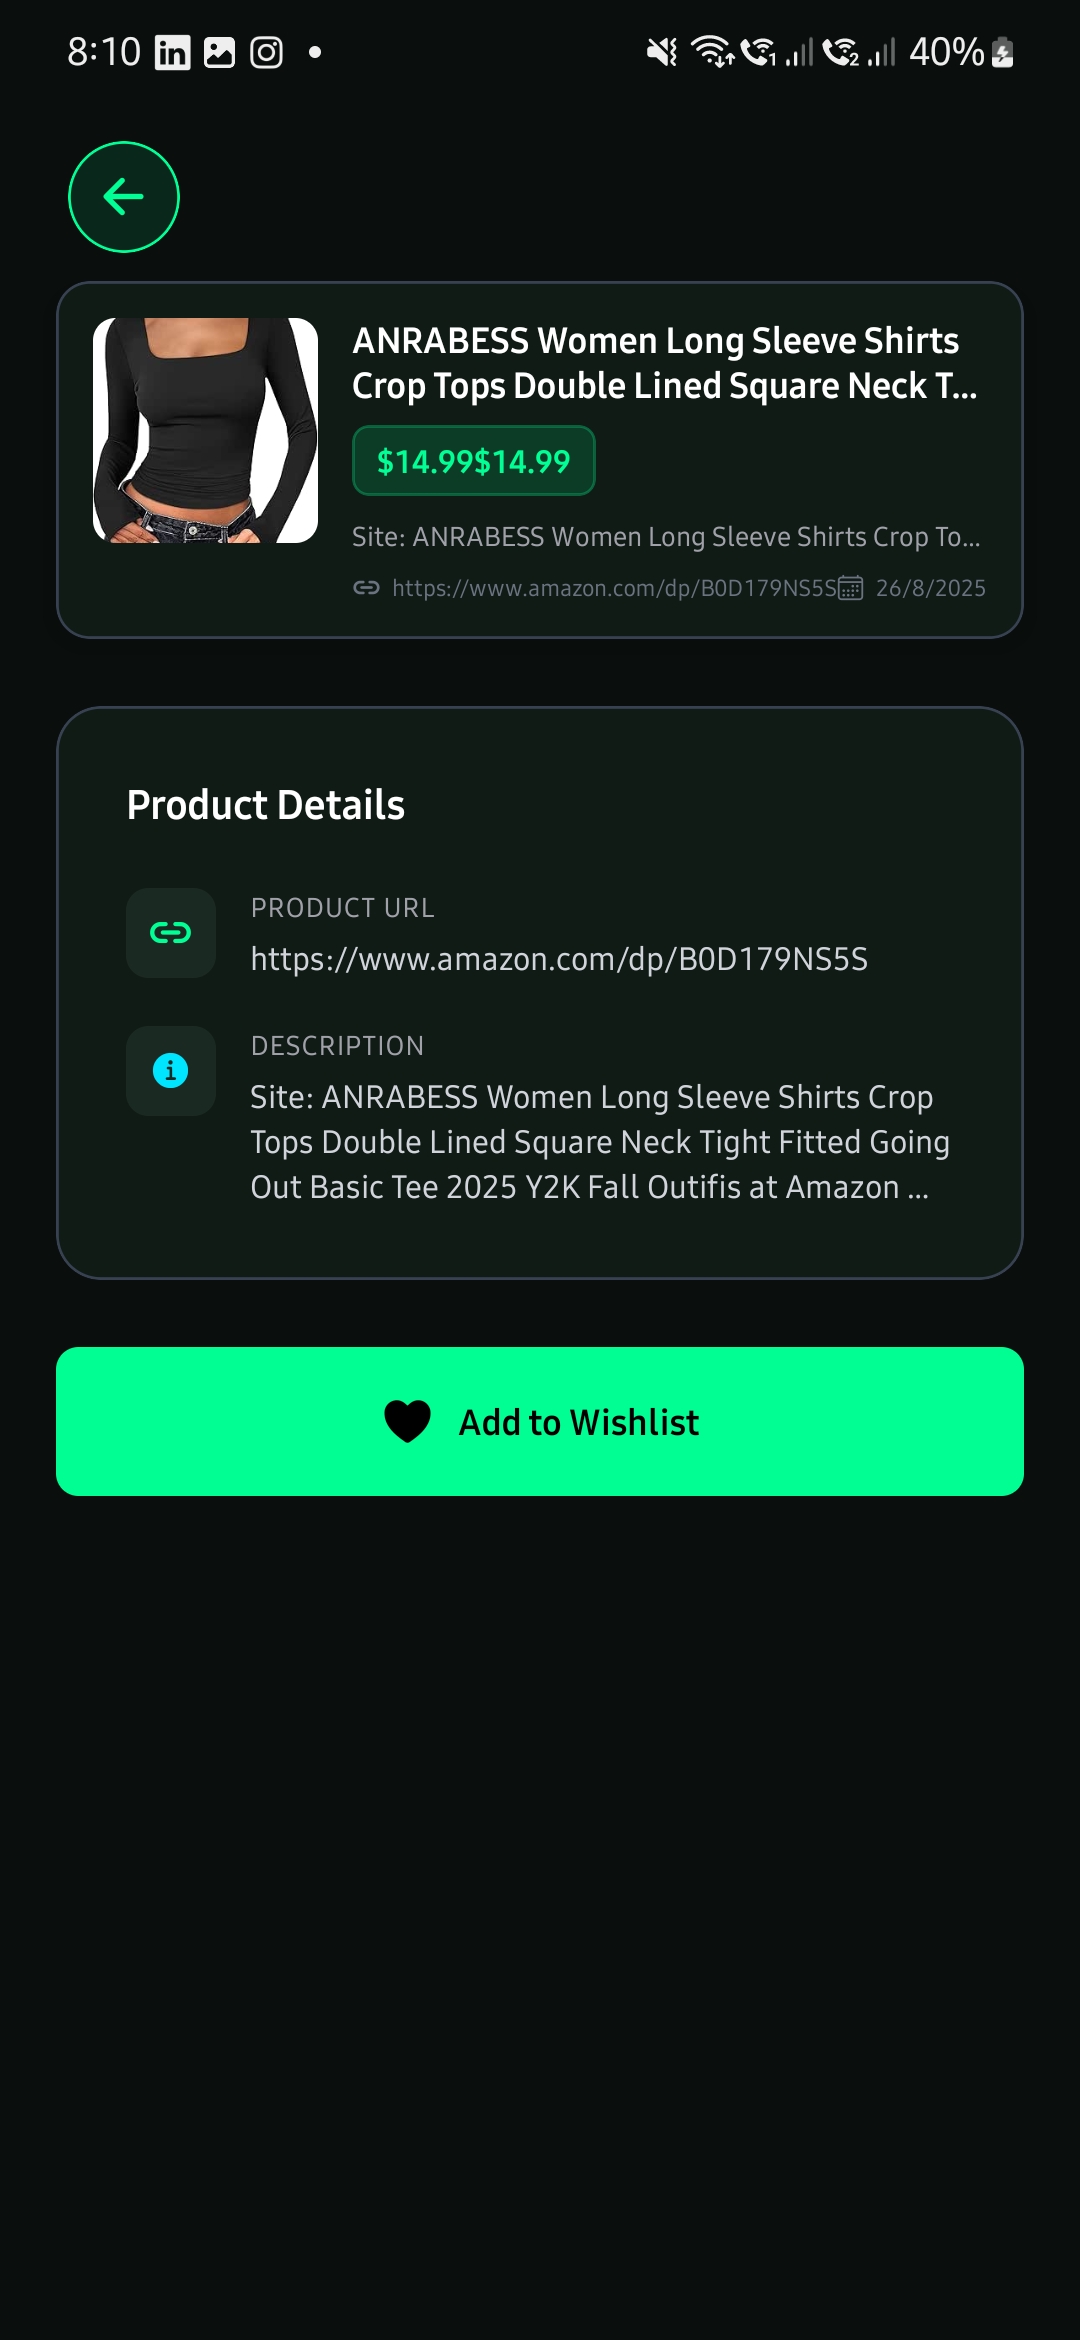 8:10
40%
ANRABESS Women Long Sleeve Shirts
Crop Tops Double Lined Square Neck T...
$14.99$14.99
Site: ANRABESS Women Long Sleeve Shirts Crop To...
https://www.amazon.com/dp/B0D179NS5S 26/8/2025
Product Details
PRODUCT URL
https://www.amazon.com/dp/B0D179NS5S
DESCRIPTION
Site: ANRABESS Women Long Sleeve Shirts Crop
Tops Double Lined Square Neck Tight Fitted Going
Out Basic Tee 2025 Y2K Fall Outifis at Amazon ...
Add to Wishlist